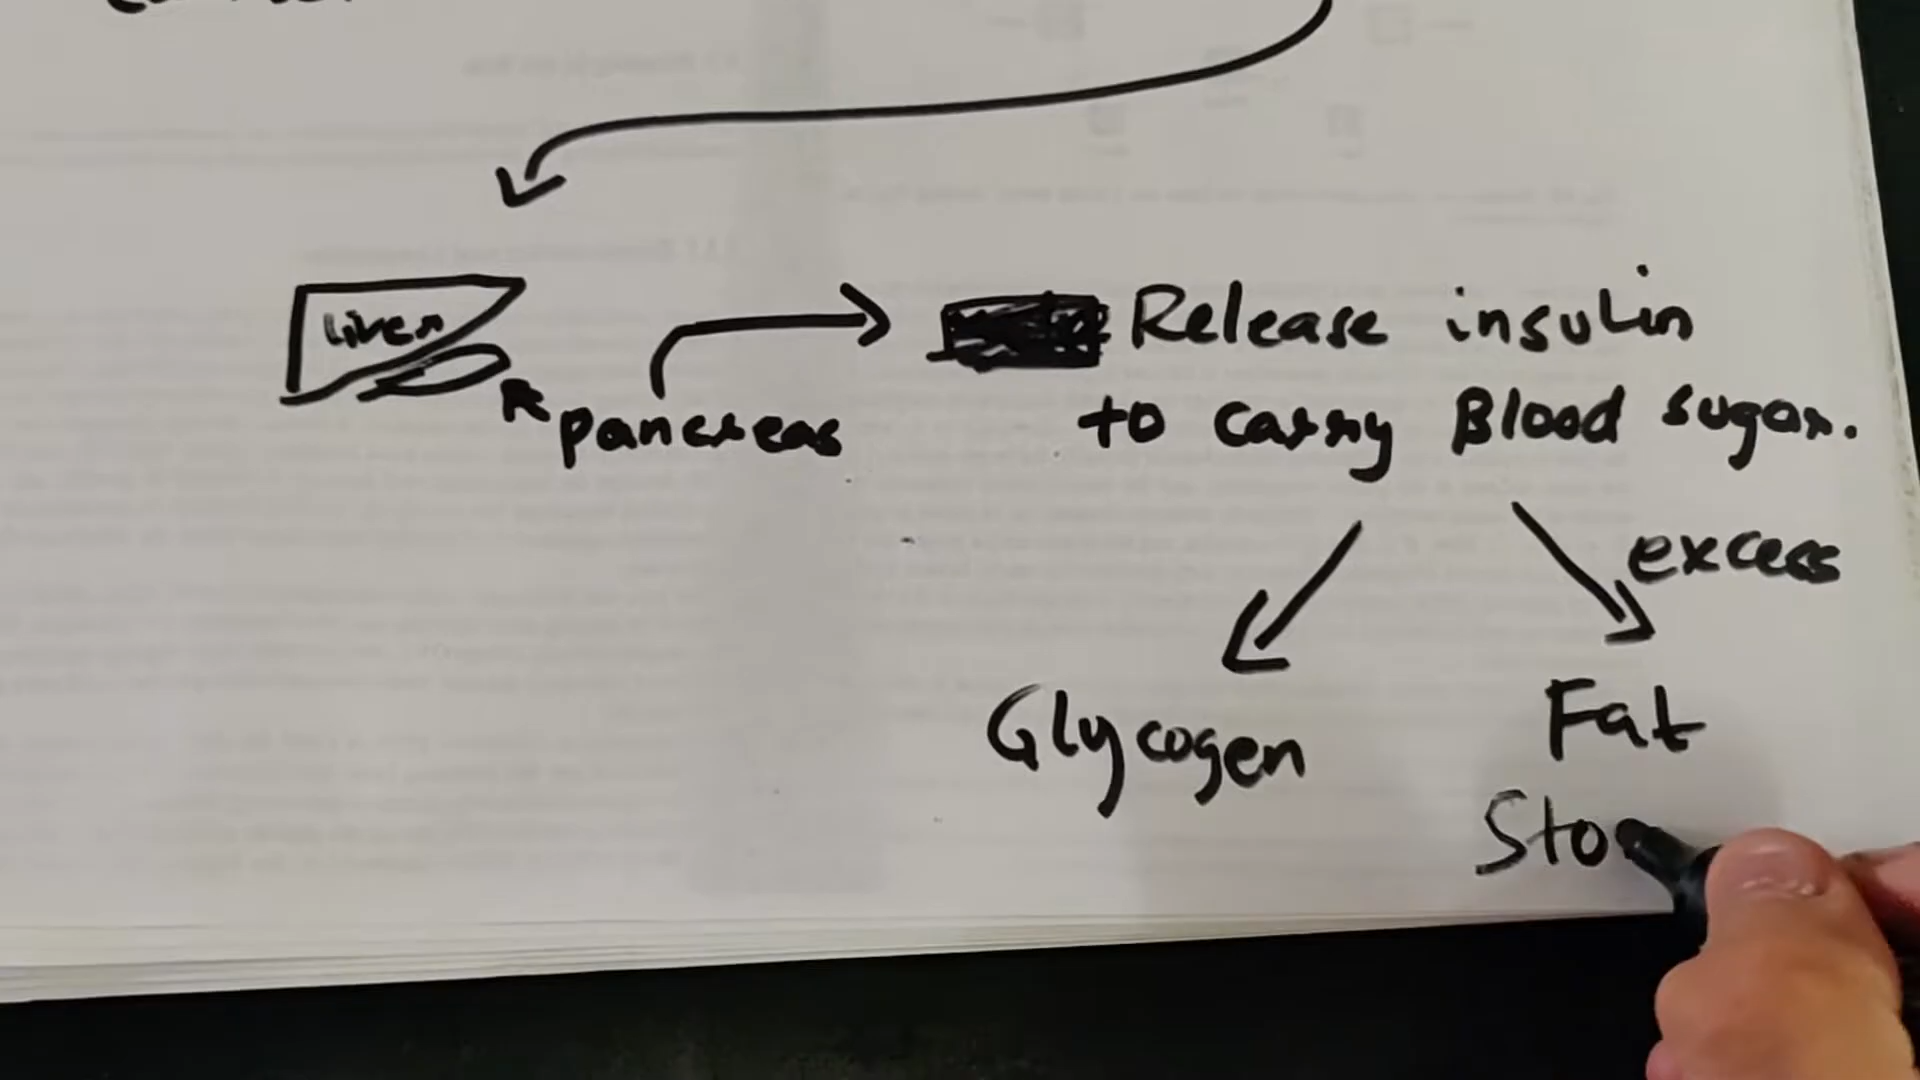 Liver
pancreas
Release insulin
to carry Blood sugar.
excess
Glycogen
Fat
Sto